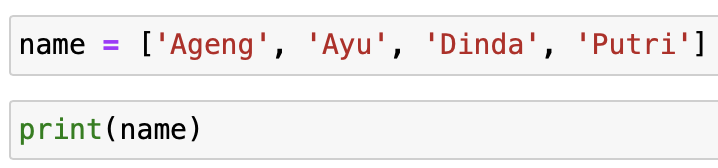 name = ['Ageng', 'Ayu', 'Dinda', 'Putri']
print(name)